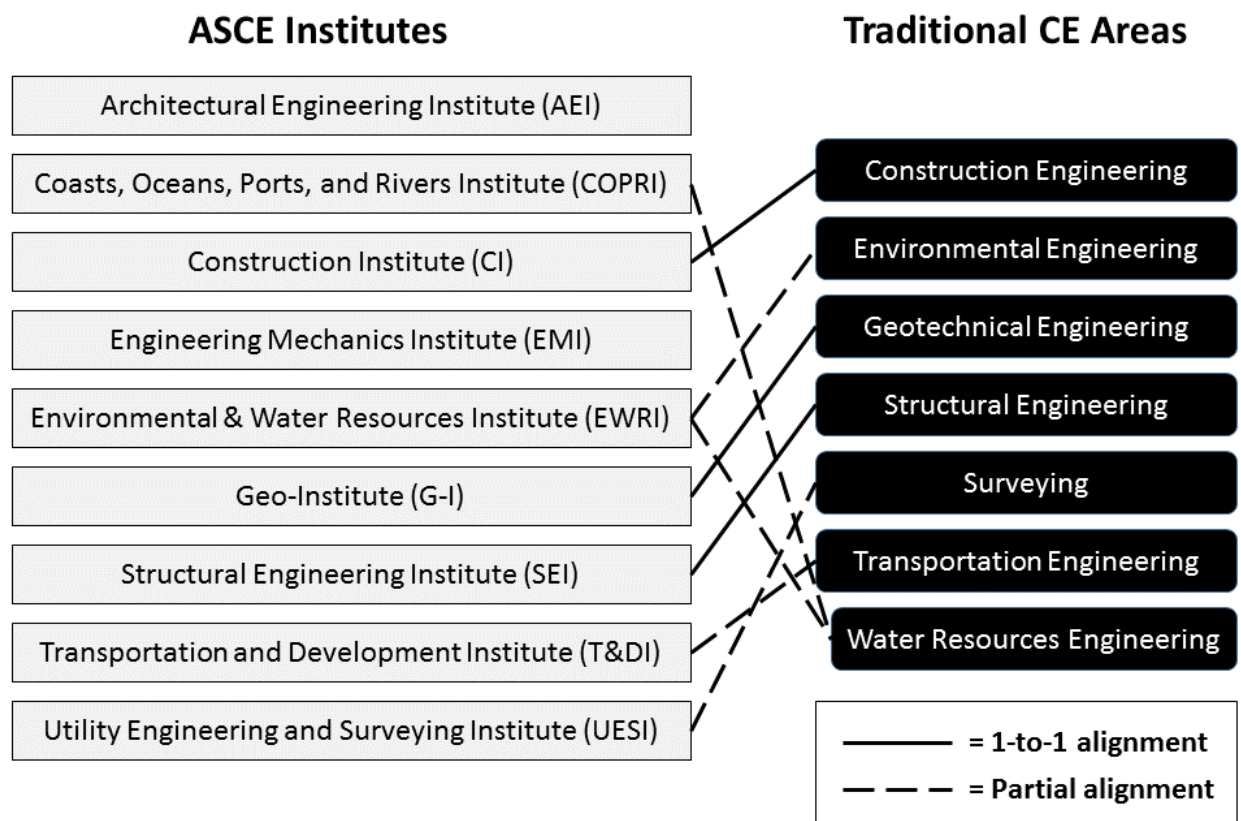 ASCE Institutes
Architectural Engineering Institute (AEI)
Coasts, Oceans, Ports, and Rivers Institute (COPRI)
Construction Institute (CI)
Engineering Mechanics Institute (EMI)
Environmental & Water Resources Institute (EWRI)
Geo-Institute (G-I)
Structural Engineering Institute (SEI)
Transportation and Development Institute (T&DI)
Utility Engineering and Surveying Institute (UESI)
Traditional CE Areas
Construction Engineering
Environmental Engineering
Geotechnical Engineering
Structural Engineering
Surveying
Transportation Engineering
Water Resources Engineering
= 1-to-1 alignment
= Partial alignment